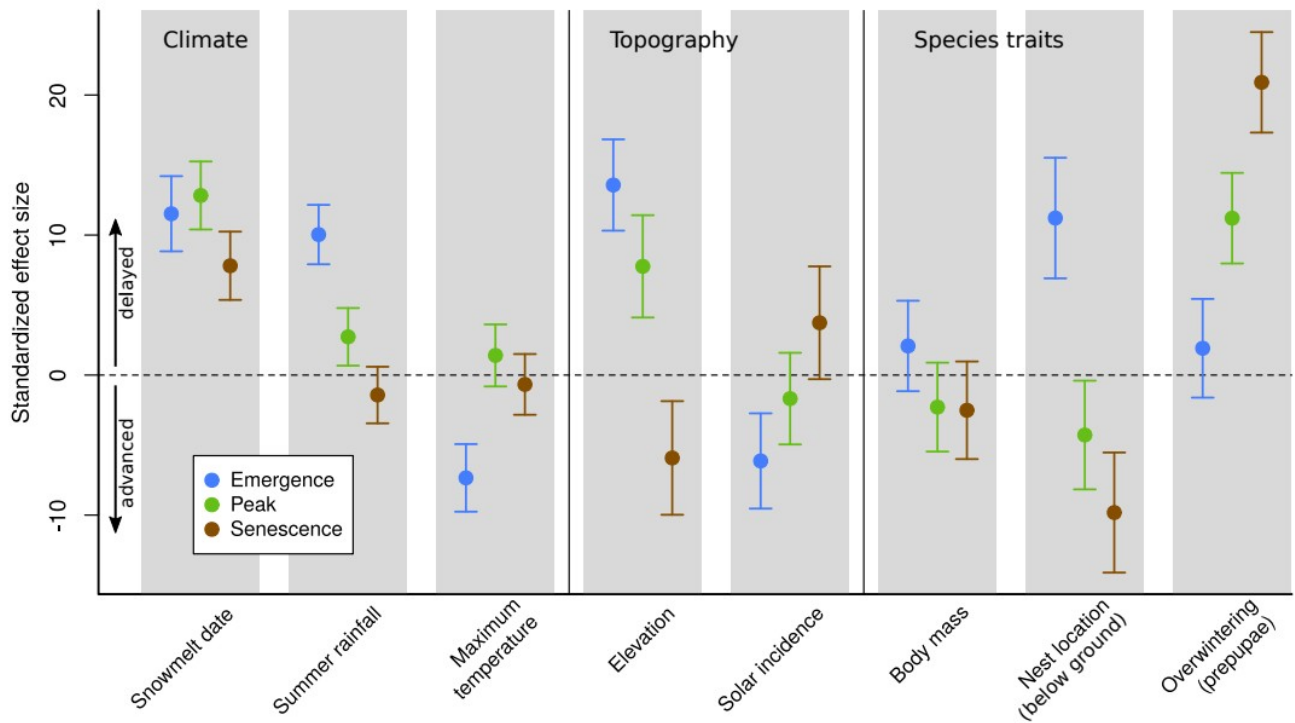 Climate
Topography
Species traits
Standardized effect size
20
10
0
-10
delayed
advanced
Emergence
Peak
Senescence
Snowmelt date
Summer rainfall
Maximum
temperature
Elevation
Solar incidence
Body mass
Nest location
(below ground)
Overwintering
(prepupae)